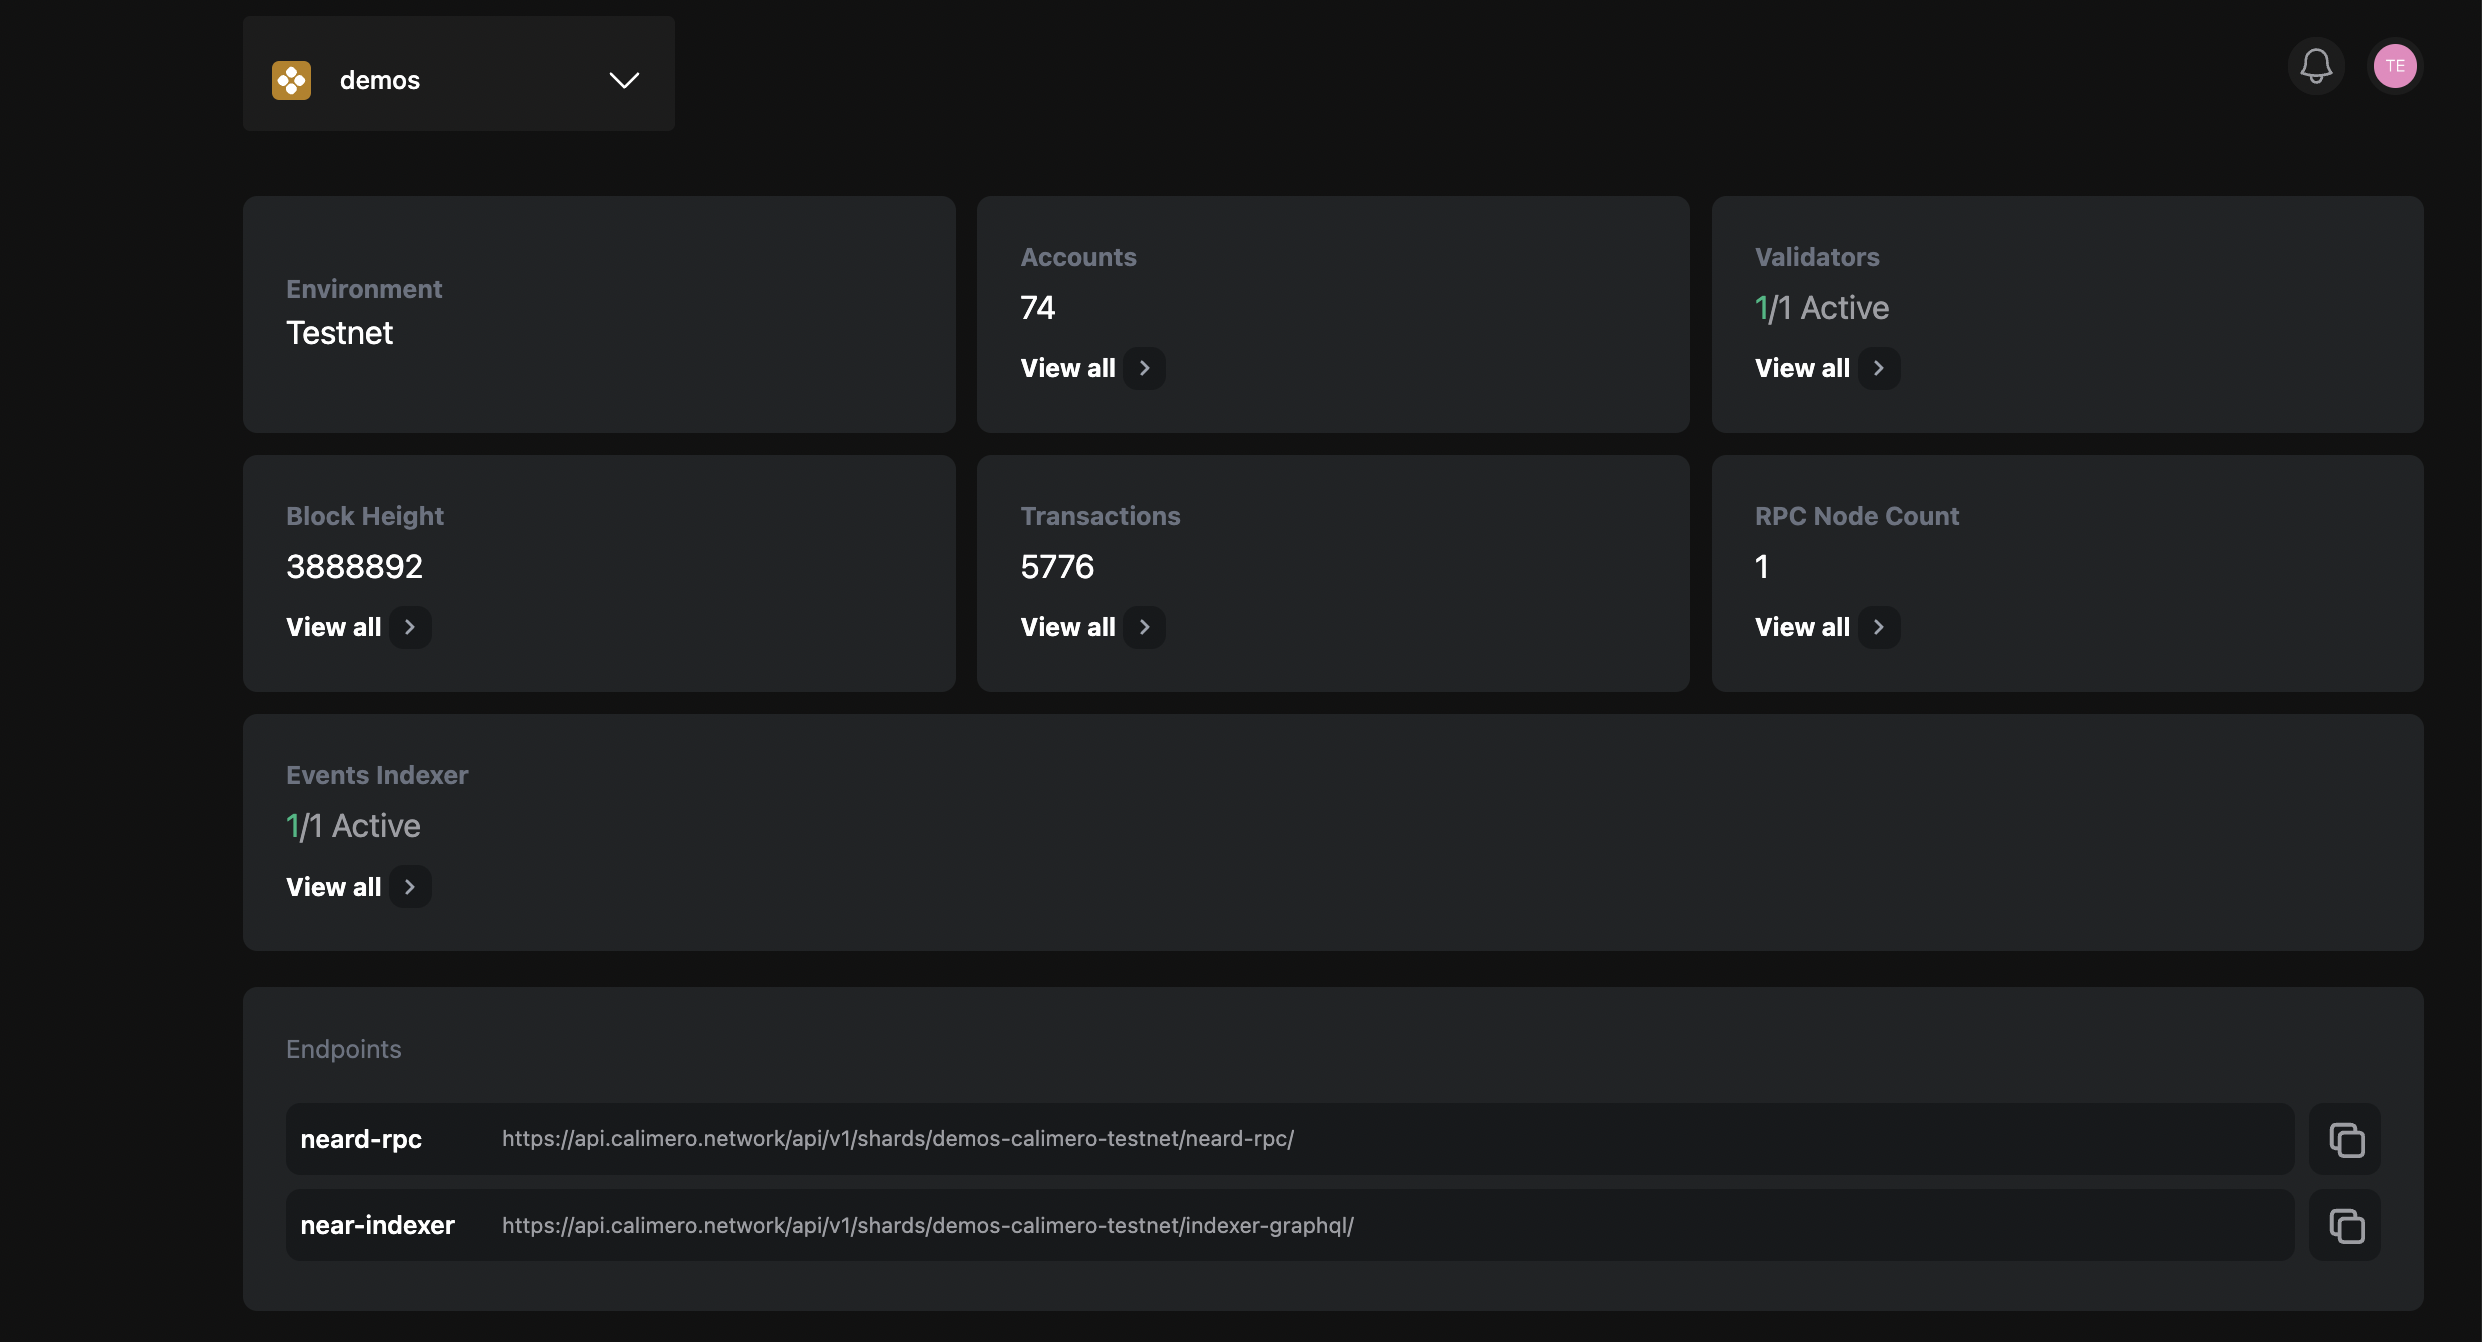 demos
TE
Environment
Testnet
Accounts
74
View all
Validators
1/1 Active
View all
Block Height
3888892
View all
Transactions
5776
View all
RPC Node Count
1
View all
Events Indexer
1/1 Active
View all
Endpoints
neard-rpc https://api.calimero.network/api/v1/shards/demos-calimero-testnet/neard-rpc/
near-indexer https://api.calimero.network/api/v1/shards/demos-calimero-testnet/indexer-graphql/